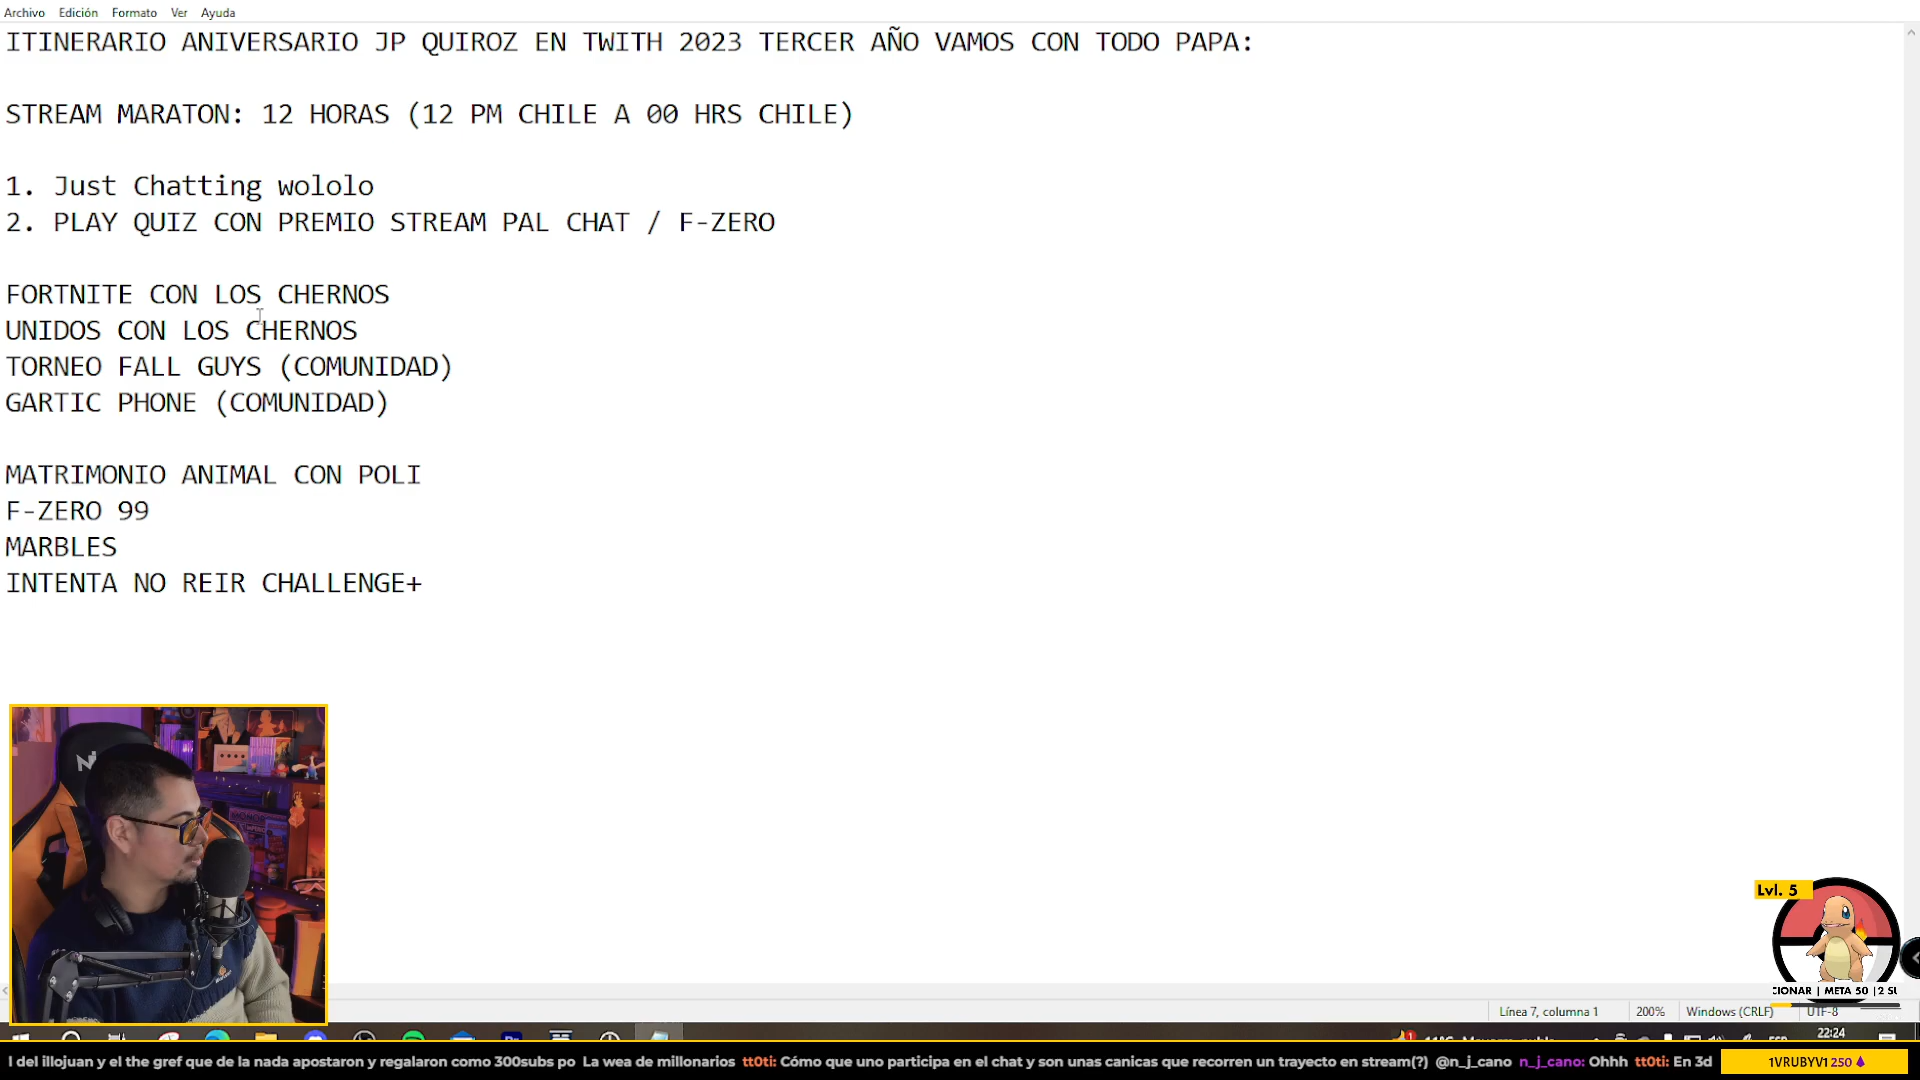 Archivo Edición Formato Ver Ayuda
ITINERARIO ANIVERSARIO JP QUIROZ EN TWITH 2023 TERCER AÑO VAMOS CON TODO PAPA:
STREAM MARATON: 12 HORAS (12 PM CHILE A 00 HRS CHILE)
1. Just Chatting wololo
2. PLAY QUIZ CON PREMIO STREAM PAL CHAT / F-ZERO
FORTNITE CON LOS CHERNOS
UNIDOS CON LOS CHERNOS
TORNEO FALL GUYS (COMUNIDAD)
GARTIC PHONE (COMUNIDAD)
MATRIMONIO ANIMAL CON POLI
F-ZERO 99
MARBLES
INTENTA NO REIR CHALLENGE+
Lvl. 5
CIONAR | META 50 |2 SU
Línea 7, columna 1 200% Windows (CRLF) UTF-8
22:24
l del illojuan y el the gref que de la nada apostaron y regalaron como 300subs po La wea de millonarios tt0ti: Cómo que uno participa en el chat y son unas canicas que recorren un trayecto en stream(?) @n_j_cano n_j_cano: Ohhh tt0ti: En 3d 1VRUBYV1 250